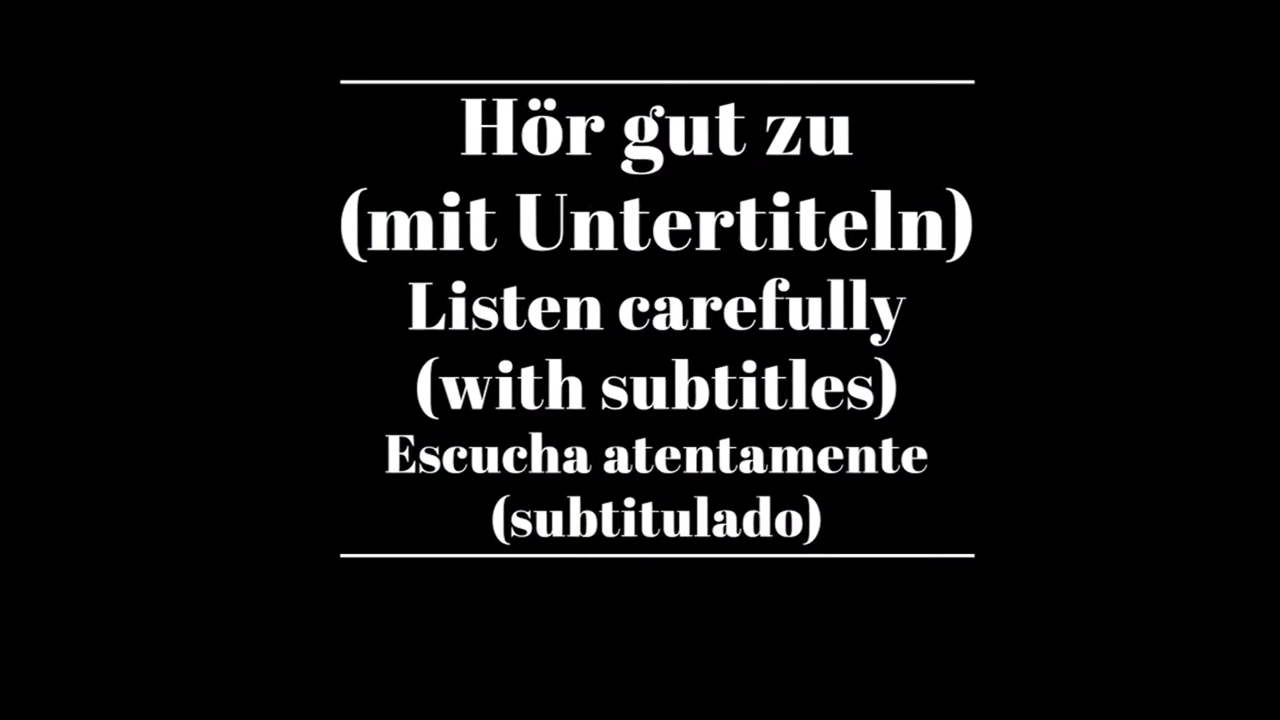 Hör gut zu
(mit Untertiteln)
Listen carefully
(with subtitles)
Escucha atentamente
(subtitulado)